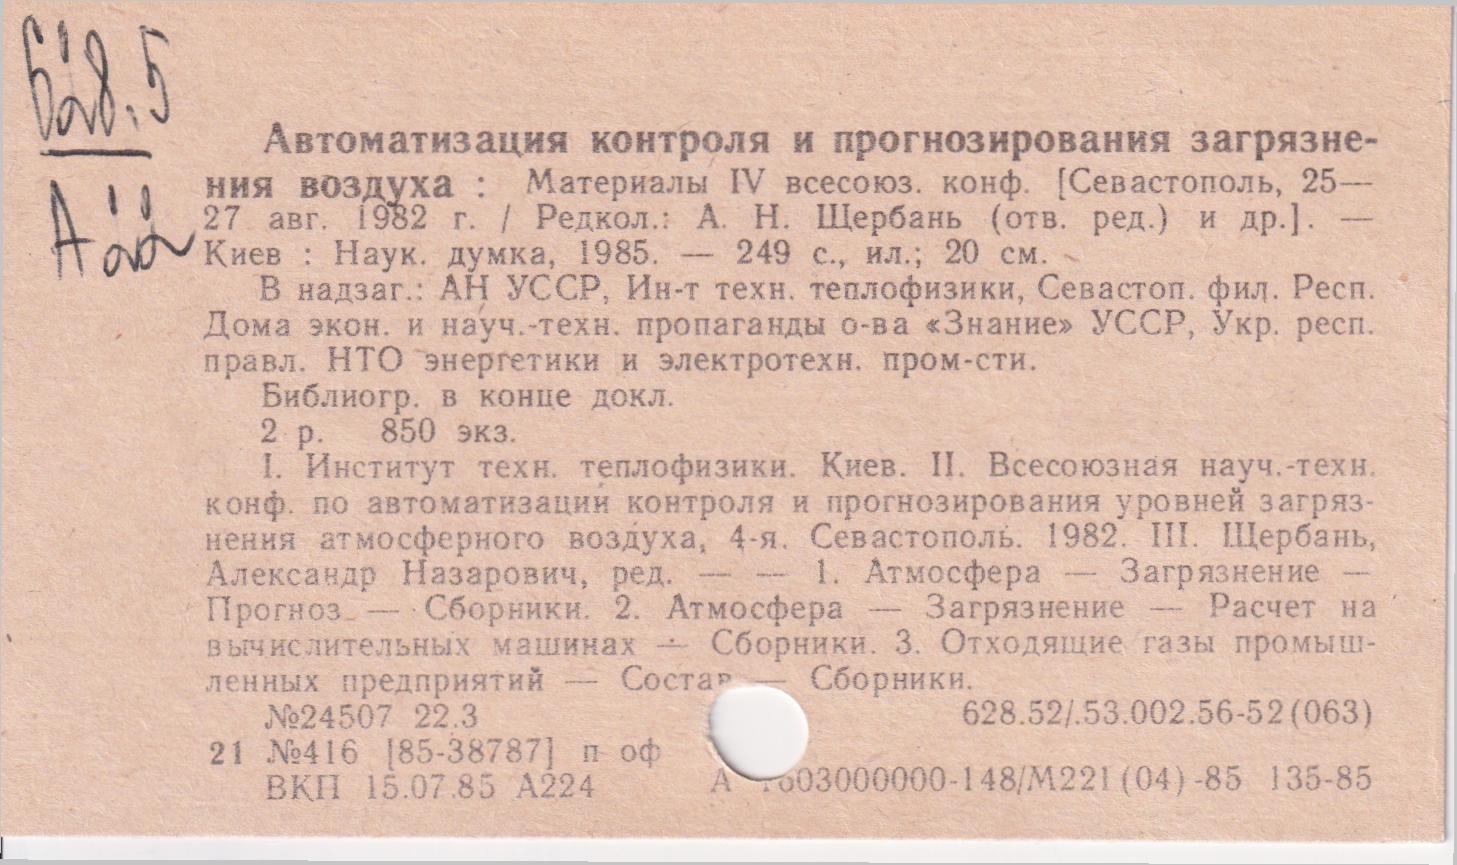 628.5
А22
Автоматизация контроля и прогнозирования загрязне-
ния воздуха : Материалы IV всесоюз. конф. [Севастополь, 25—
27 авг. 1982 г. / Редкол.: А. Н. Щербань (отв. ред.) и др.]. —
Киев : Наук. думка, 1985. — 249 с., ил.; 20 см.
В надзаг.: АН УССР, Ин-т техн. теплофизики, Севастоп. фил. Респ.
Дома экон. и науч.-техн. пропаганды о-ва «Знание» УССР, Укр. респ.
правл. НТО энергетики и электротехн. пром-сти.
Библиогр. в конце докл.
2 р. 850 экз.
I. Институт техн. теплофизики. Киев. II. Всесоюзная науч.-техн.
конф. по автоматизации контроля и прогнозирования уровней загряз-
нения атмосферного воздуха, 4-я. Севастополь. 1982. III. Щербань,
Александр Назарович, ред. — — 1. Атмосфера — Загрязнение —
Прогноз — Сборники. 2. Атмосфера — Загрязнение — Расчет на
вычислительных машинах — Сборники. 3. Отходящие газы промыш-
ленных предприятий — Состав — Сборники.
№24507 22.3 628.52/.53.002.56-52(063)
21 №416 [85-38787] п оф
ВКП 15.07.85 А224 А 1603000000-148/М221(04)-85 135-85